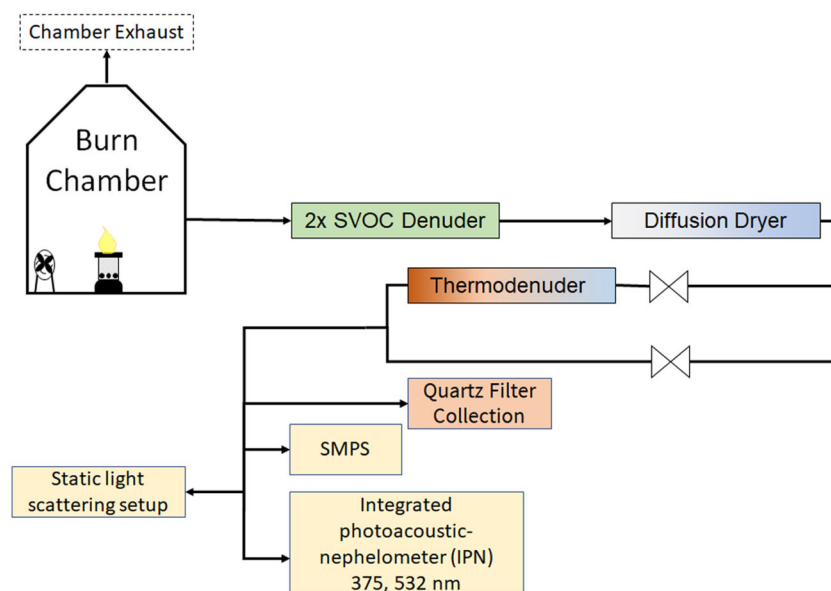 Chamber Exhaust
Burn
Chamber
2x SVOC Denuder
Diffusion Dryer
Thermodenuder
Quartz Filter
Collection
SMPS
Static light
scattering setup
Integrated
photoacoustic-
nephelometer (IPN)
375, 532 nm